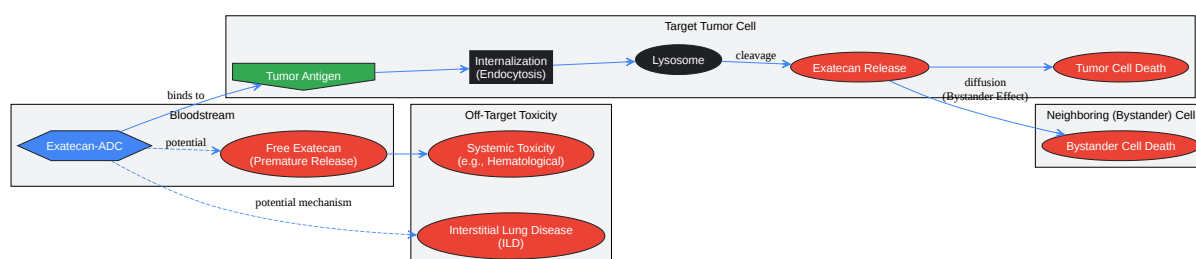 Target Tumor Cell
Tumor Antigen
Internalization
(Endocytosis)
Lysosome
cleavage
Exatecan Release
Tumor Cell Death
diffusion
(Bystander Effect)
binds to
Bloodstream
Exatecan-ADC
potential
Free Exatecan
(Premature Release)
Off-Target Toxicity
Systemic Toxicity
(e.g., Hematological)
potential mechanism
Interstitial Lung Disease
(ILD)
Neighboring (Bystander) Cell
Bystander Cell Death